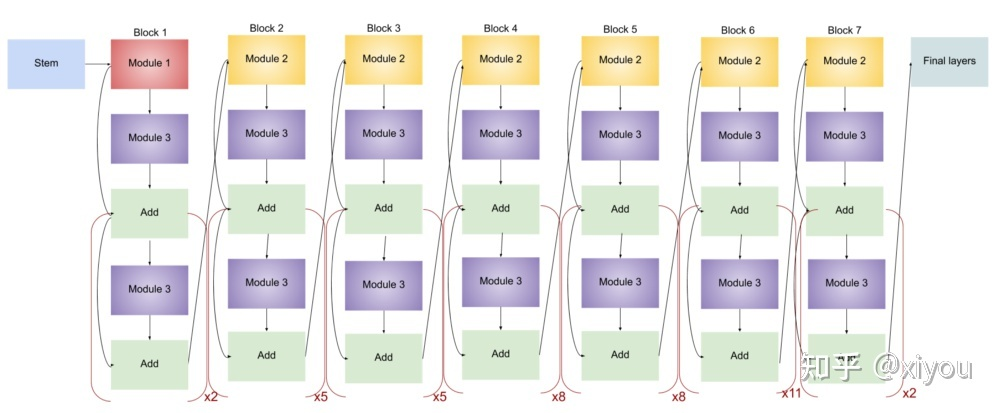 Block 1
Block 2
Block 3
Block 4
Block 5
Block 6
Block 7
Stem
Module 1
Module 2
Module 2
Module 2
Module 2
Module 2
Module 2
Final layers
Module 3
Module 3
Module 3
Module 3
Module 3
Module 3
Module 3
Add
Add
Add
Add
Add
Add
Add
Module 3
Module 3
Module 3
Module 3
Module 3
Module 3
Module 3
Add
Add
Add
Add
Add
Add
Add
x2
x5
x5
x8
x8
x11
x2
知乎 @xiyou